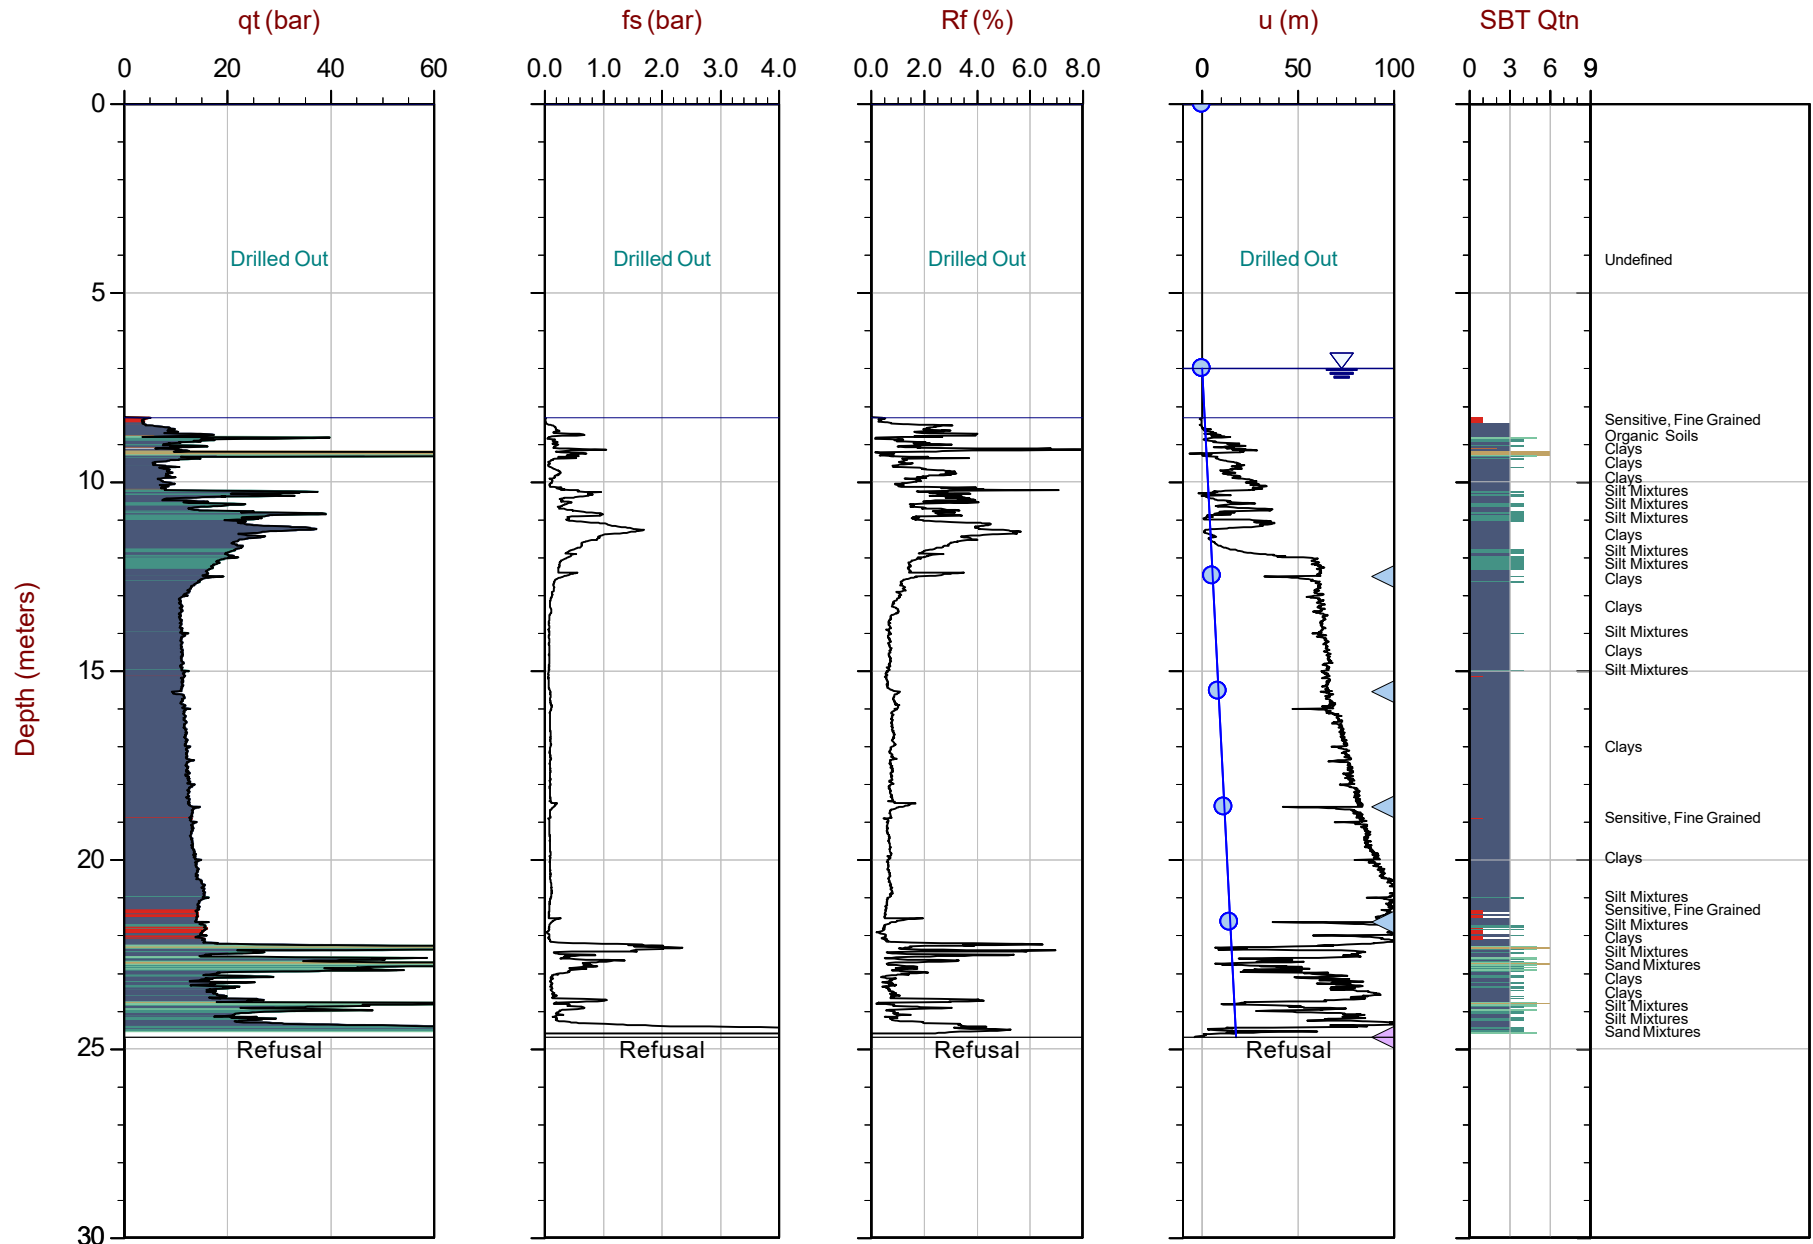 qt (bar) fs (bar) Rf (%) u (m) SBT Qtn
0 20 40 60 0.0 1.0 2.0 3.0 4.0 0.0 2.0 4.0 6.0 8.0 0 50 100 0 3 6 9
0
Drilled Out Drilled Out Drilled Out Drilled Out Undefined
5
Sensitive, Fine Grained
Organic Soils
Clays
Clays
Clays
10
Silt Mixtures
Silt Mixtures
Silt Mixtures
Clays
Silt Mixtures
Silt Mixtures
Clays
Clays
Silt Mixtures
Clays
15 Silt Mixtures
Depth (meters)
Clays
Sensitive, Fine Grained
20 Clays
Silt Mixtures
Sensitive, Fine Grained
Silt Mixtures
Clays
Silt Mixtures
Sand Mixtures
Clays
Clays
Silt Mixtures
Silt Mixtures
Sand Mixtures
25 Refusal Refusal Refusal Refusal
30